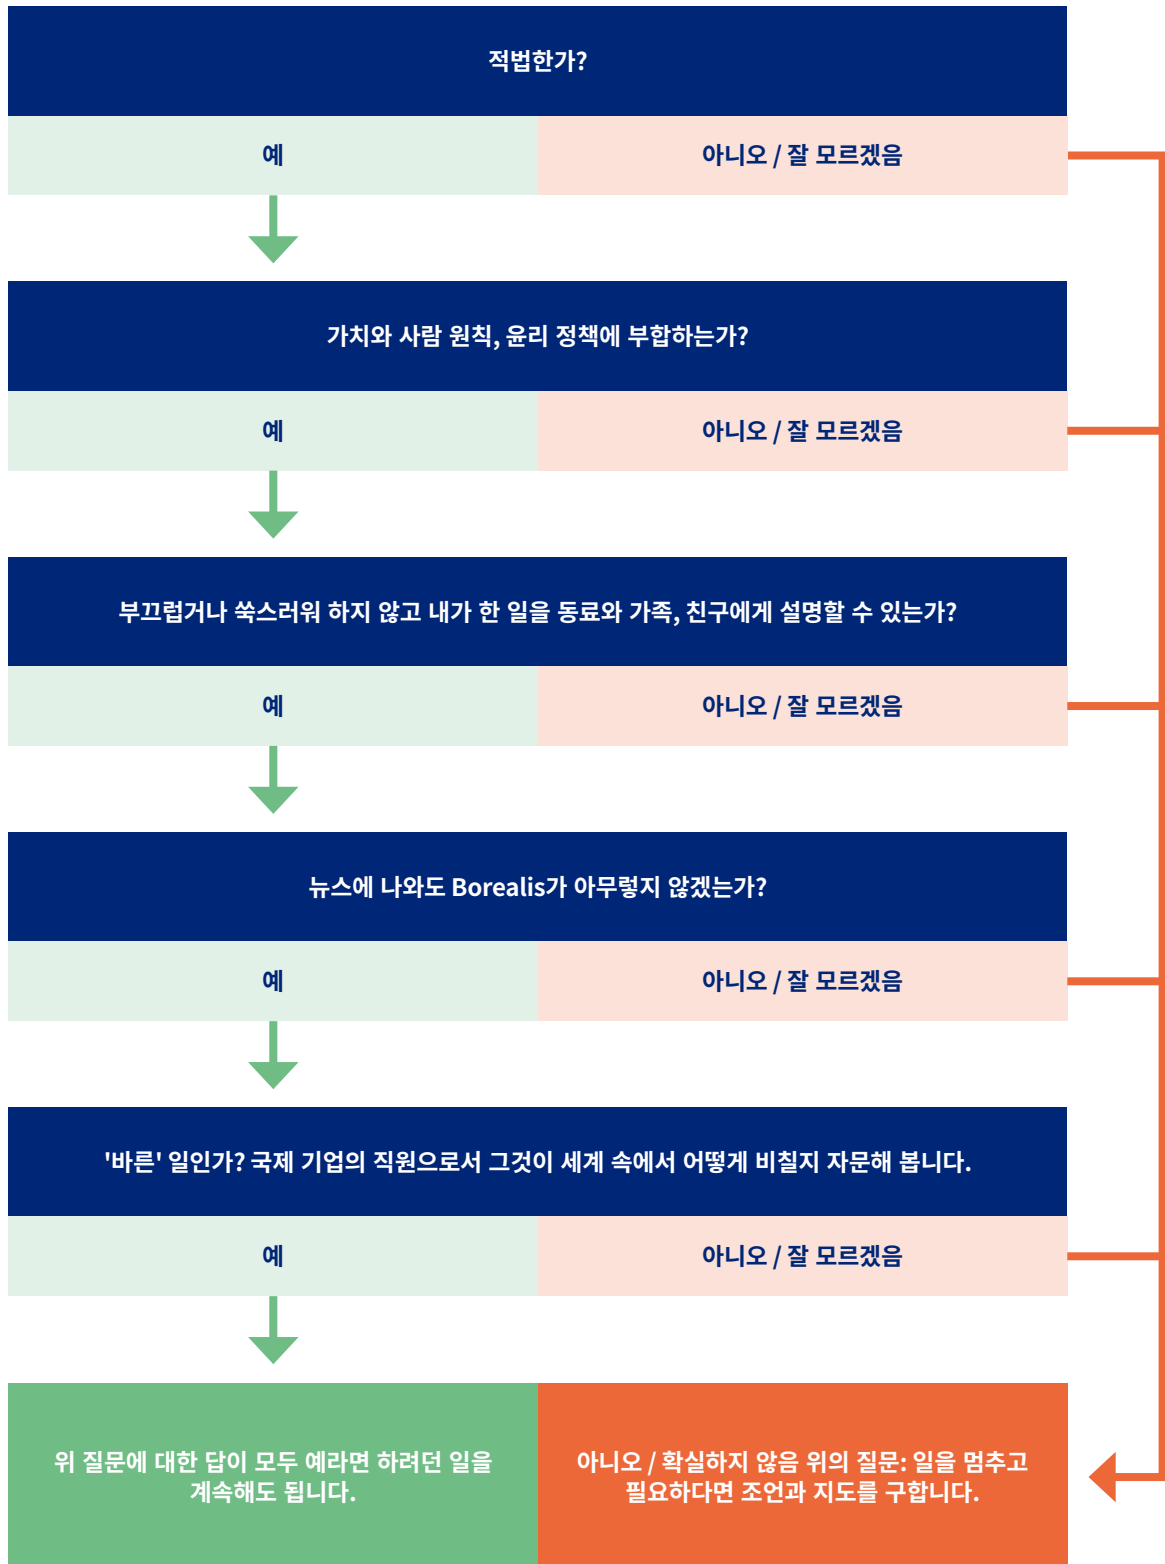 적법한가?
예
아니오 / 잘 모르겠음
가치와 사람 원칙, 윤리 정책에 부합하는가?
예
아니오 / 잘 모르겠음
부끄럽거나 쑥스러워 하지 않고 내가 한 일을 동료와 가족, 친구에게 설명할 수 있는가?
예
아니오 / 잘 모르겠음
뉴스에 나와도 Borealis가 아무렇지 않겠는가?
예
아니오 / 잘 모르겠음
'바른' 일인가? 국제 기업의 직원으로서 그것이 세계 속에서 어떻게 비칠지 자문해 봅니다.
예
아니오 / 잘 모르겠음
위 질문에 대한 답이 모두 예라면 하려던 일을
계속해도 됩니다.
아니오 / 확실하지 않음 위의 질문: 일을 멈추고
필요하다면 조언과 지도를 구합니다.